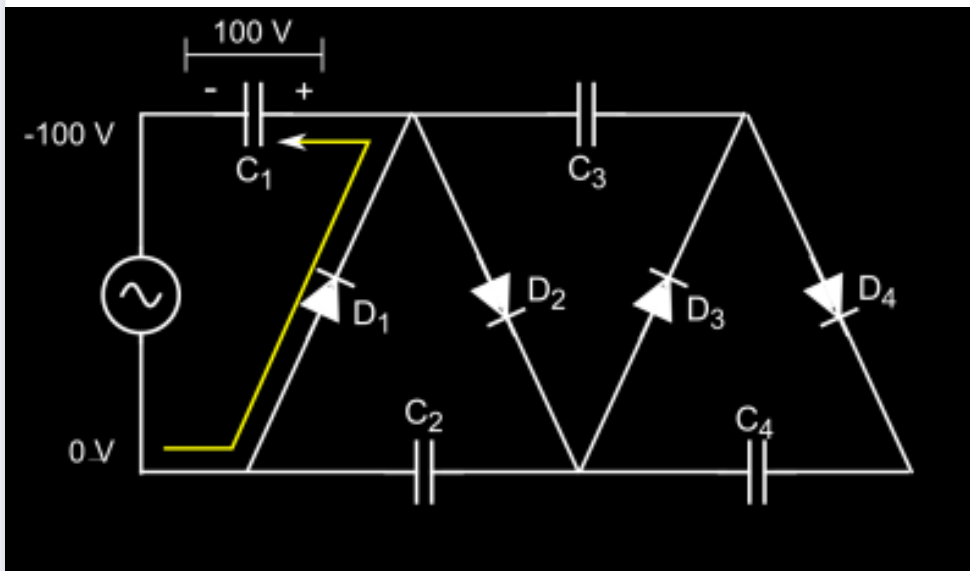 100 V
- +
-100 V
C₁
C₃
D₁
D₂
D₃
D₄
C₂
C₄
0 V